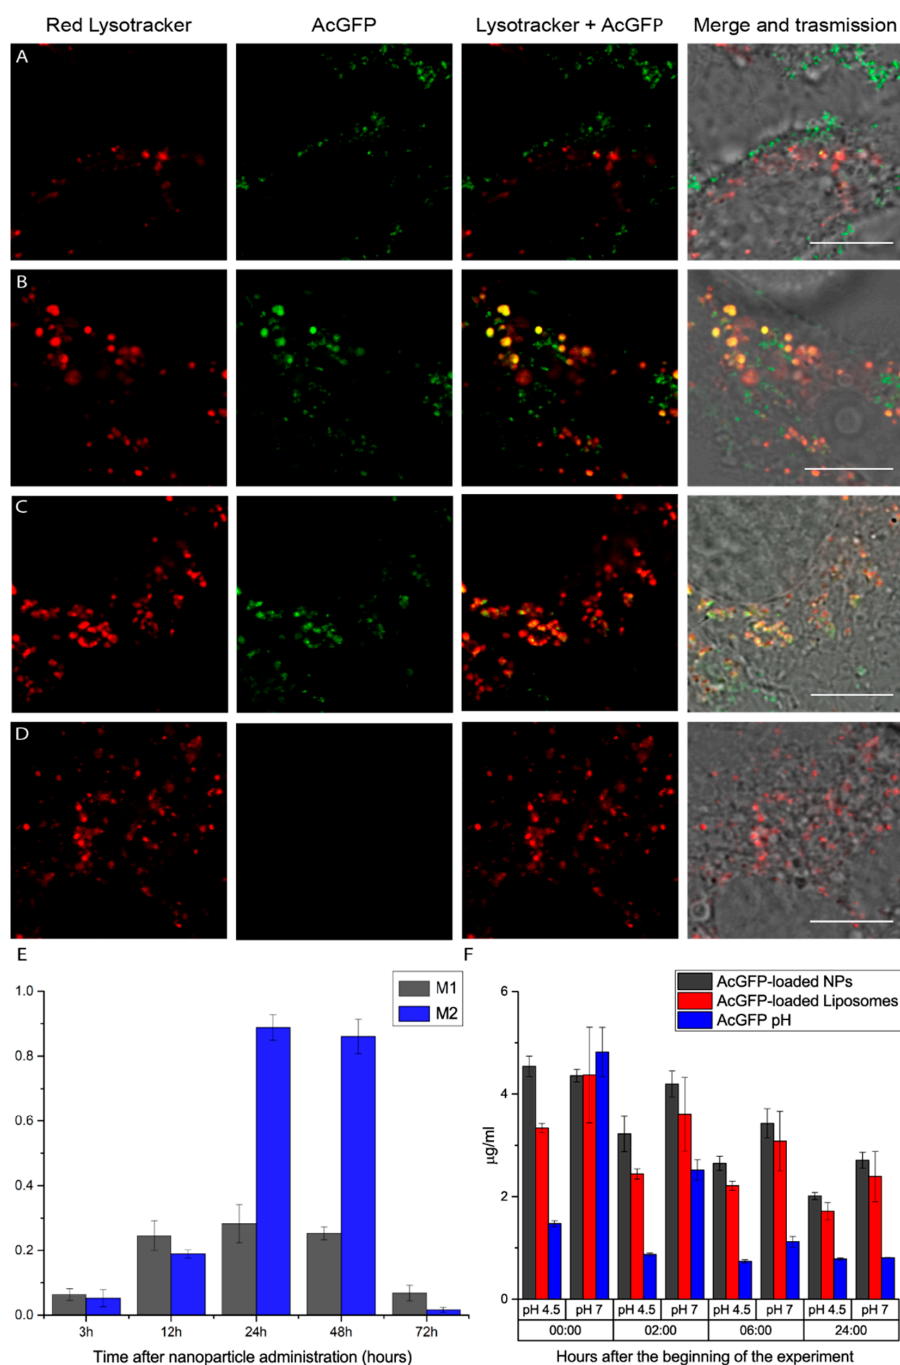 Red Lysotracker AcGFP Lysotracker + AcGFP Merge and trasmission
A
B
C
D
E
F
1.0
0.8
0.6
0.4
0.2
0.0
M1
M2
3h 12h 24h 48h 72h
Time after nanoparticle administration (hours)
AcGFP-loaded NPs
AcGFP-loaded Liposomes
AcGFP pH
µg/ml
6
4
2
0
pH 4.5 pH 7 pH 4.5 pH 7 pH 4.5 pH 7 pH 4.5 pH 7
00:00 02:00 06:00 24:00
Hours after the beginning of the experiment